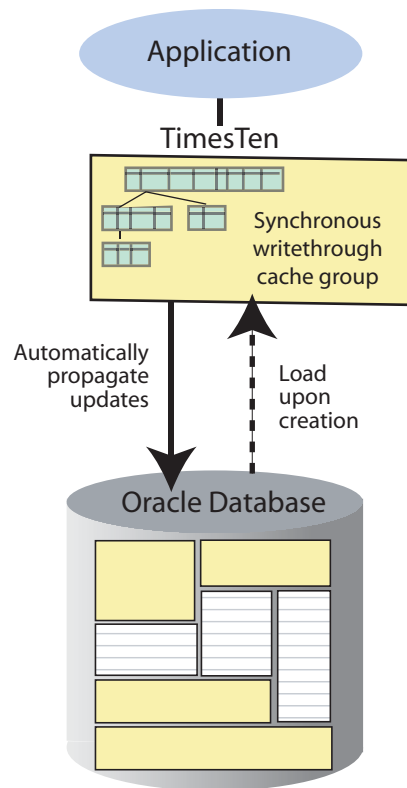 Application
TimesTen
Synchronous
writethrough
cache group
Automatically
propagate
updates
Load
upon
creation
Oracle Database